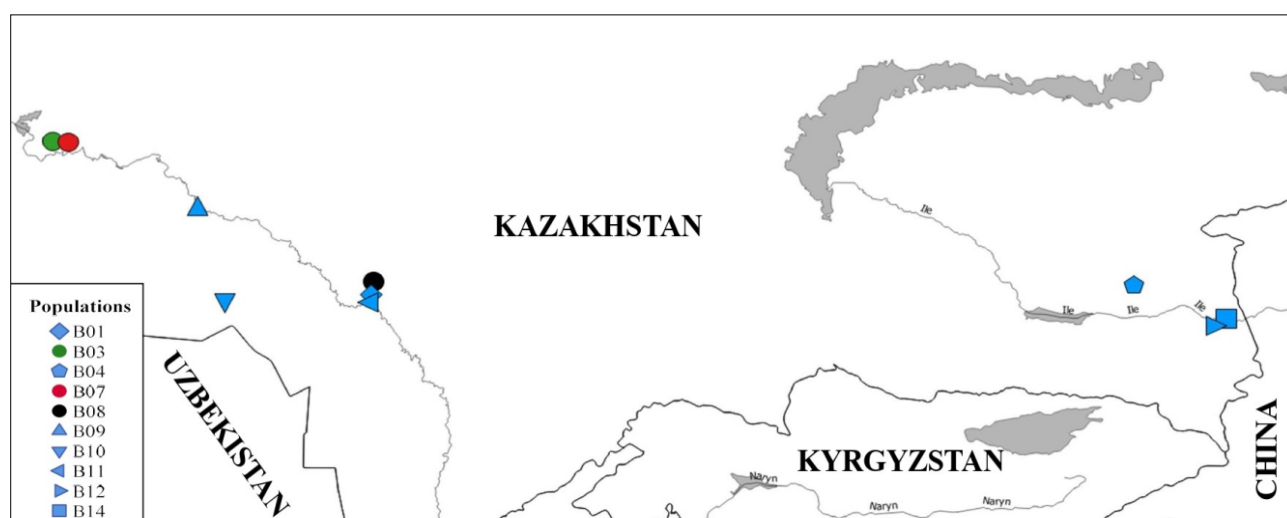 KAZAKHSTAN
Ile
Ile
Ile
Ile
Populations
B01
B03
B04
B07
B08
B09
B10
B11
B12
B14
UZBEKISTAN
KYRGYZSTAN
Naryn
Naryn
Naryn
CHINA